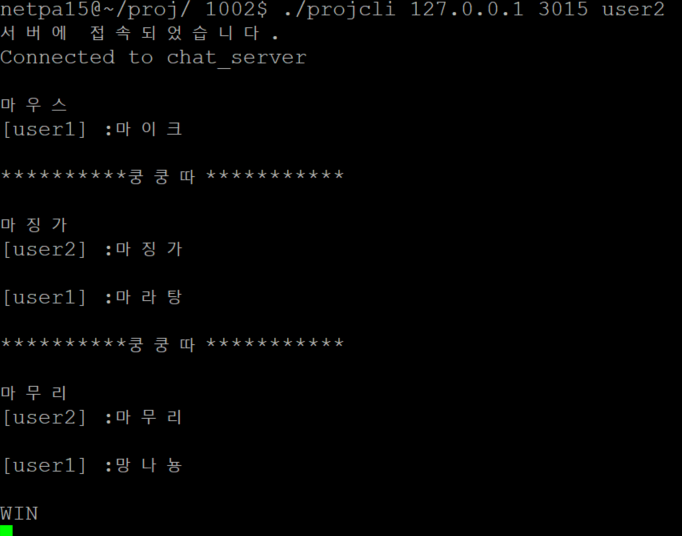 netpa15@~/proj/ 1002$ ./projcli 127.0.0.1 3015 user2
서버에 접속되었습니다.
Connected to chat_server
마우스
[user1] :마이크
**********쿵쿵따***********
마징가
[user2] :마징가
[user1] :마라탕
**********쿵쿵따***********
마무리
[user2] :마무리
[user1] :망나뇽
WIN